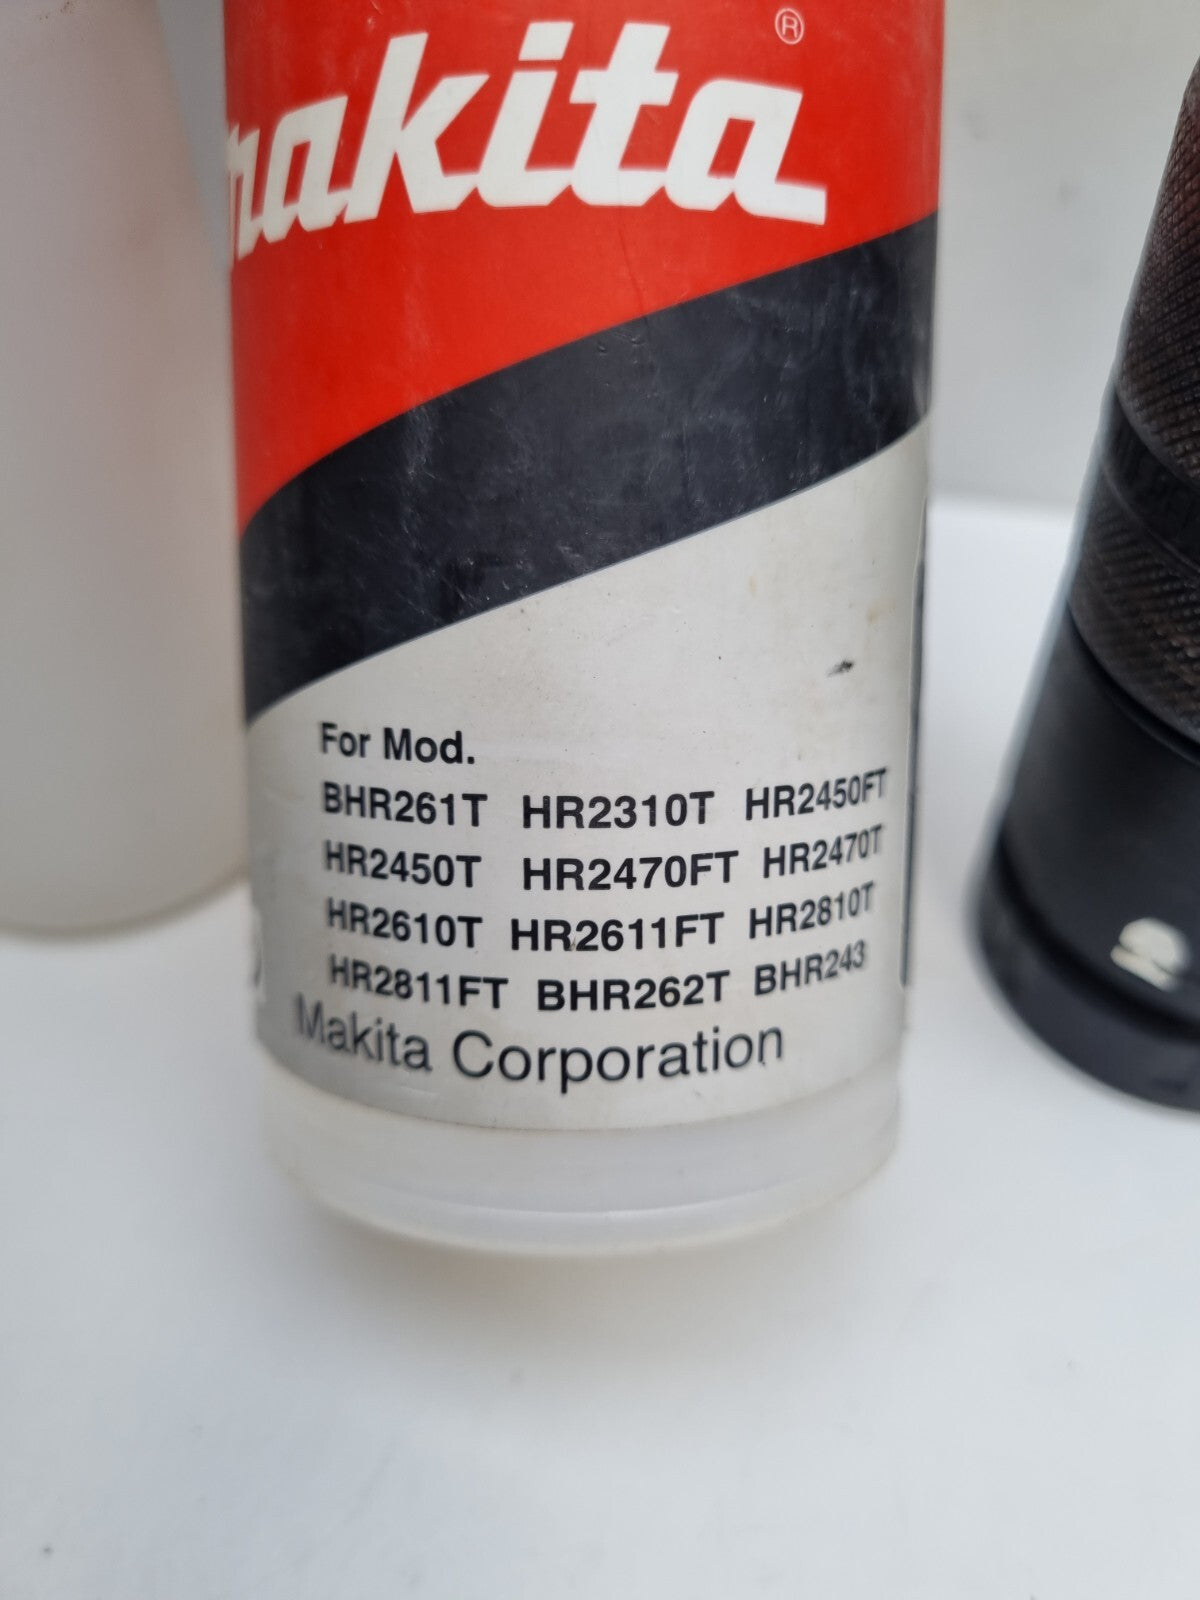 makita®
For Mod.
BHR261T HR2310T HR2450FT
HR2450T HR2470FT HR2470T
HR2610T HR2611FT HR2810T
HR2811FT BHR262T BHR243
Makita Corporation